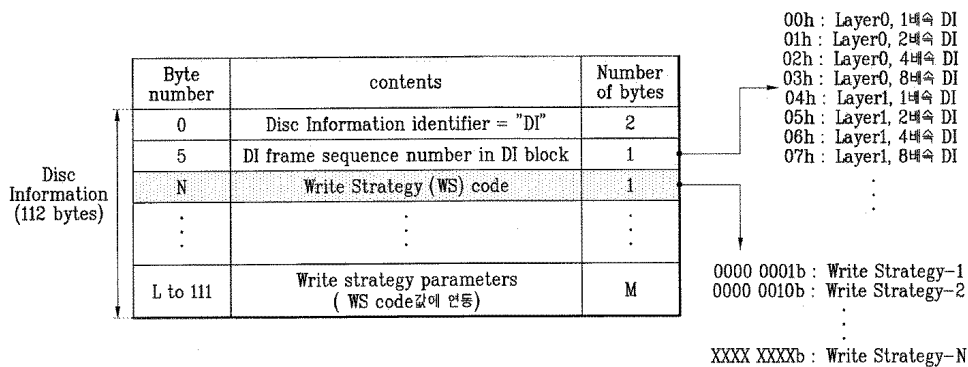 00h : Layer0, 1배속 DI
01h : Layer0, 2배속 DI
02h : Layer0, 4배속 DI
03h : Layer0, 8배속 DI
04h : Layer1, 1배속 DI
05h : Layer1, 2배속 DI
06h : Layer1, 4배속 DI
07h : Layer1, 8배속 DI
Byte number
contents
Number of bytes
Disc Information (112 bytes)
0
Disc Information identifier = "DI"
2
5
DI frame sequence number in DI block
1
N
Write Strategy (WS) code
1
L to 111
Write strategy parameters
( WS code값에 연동)
M
0000 0001b : Write Strategy-1
0000 0010b : Write Strategy-2
XXXX XXXXb : Write Strategy-N